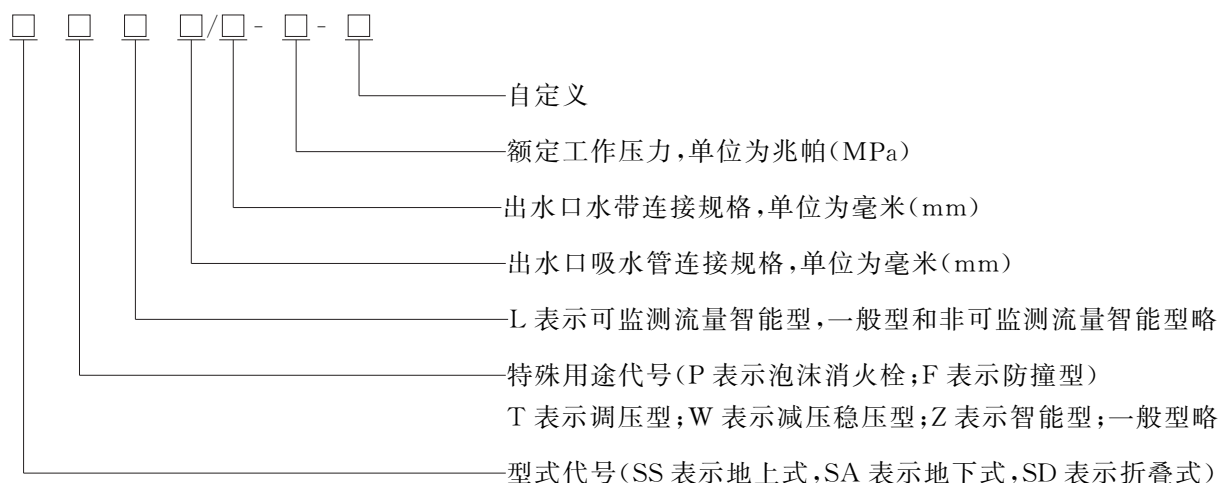 □ □ □ □/□-□-□
自定义
额定工作压力,单位为兆帕(MPa)
出水口水带连接规格,单位为毫米(mm)
出水口吸水管连接规格,单位为毫米(mm)
L 表示可监测流量智能型,一般型和非可监测流量智能型略
特殊用途代号(P 表示泡沫消火栓;F 表示防撞型)
T 表示调压型;W 表示减压稳压型;Z 表示智能型;一般型略
型式代号(SS 表示地上式,SA 表示地下式,SD 表示折叠式)